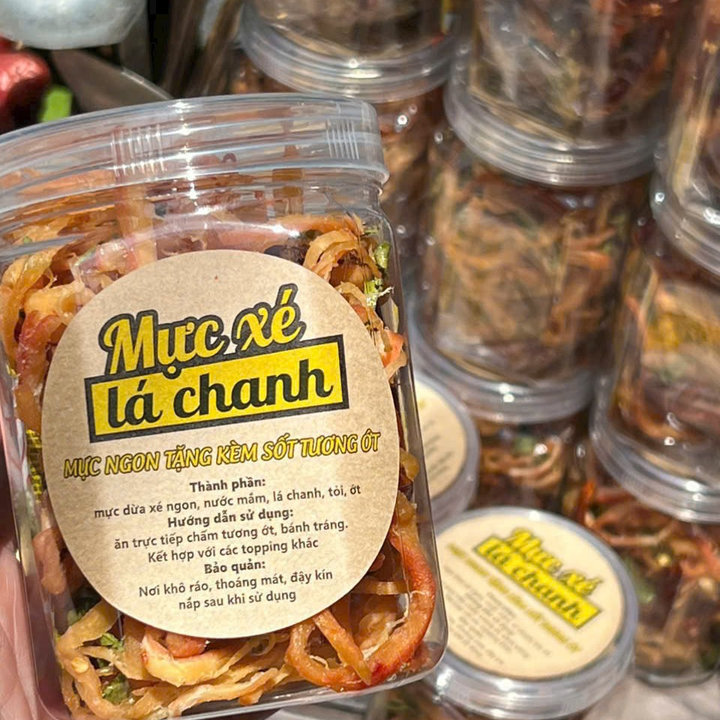 Mực xé
lá chanh
MỰC NGON TẶNG KÈM SỐT TƯƠNG ỚT
Thành phần:
mực dừa xé ngon, nước mắm, lá chanh, tỏi, ớt
Hướng dẫn sử dụng:
ăn trực tiếp chấm tương ớt, bánh tráng.
Kết hợp với các topping khác
Bảo quản:
Nơi khô ráo, thoáng mát, đậy kín
nắp sau khi sử dụng
Mực xé
lá chanh